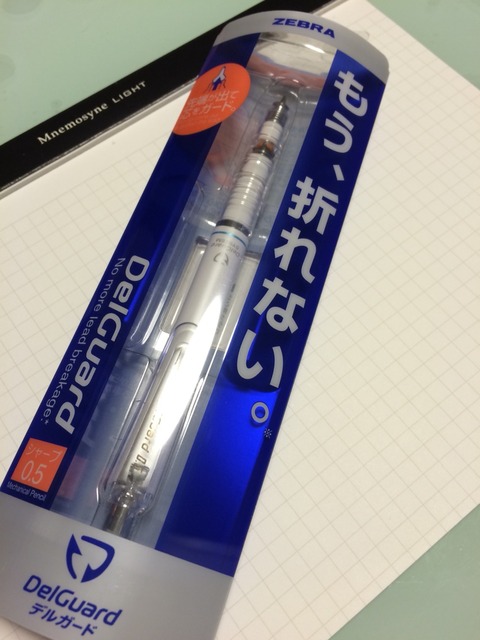 Mnemosyne LIGHT
ZEBRA
もう、折れない。※
DelGuard
No more lead breakage.*
シャープ
0.5
Mechanical Pencil
DelGuard
デルガード